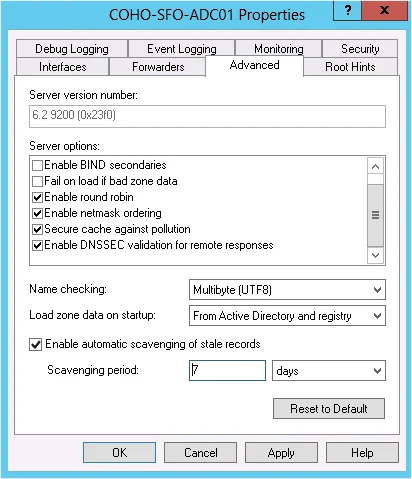 COHO-SFO-ADC01 Properties
?
Debug Logging Event Logging Monitoring Security
Interfaces Forwarders Advanced Root Hints
Server version number:
6.2 9200 (0x23f0)
Server options:
Enable BIND secondaries
Fail on load if bad zone data
Enable round robin
Enable netmask ordering
Secure cache against pollution
Enable DNSSEC validation for remote responses
Name checking: Multibyte (UTF8)
Load zone data on startup: From Active Directory and registry
Enable automatic scavenging of stale records
Scavenging period: 7 days
Reset to Default
OK Cancel Apply Help